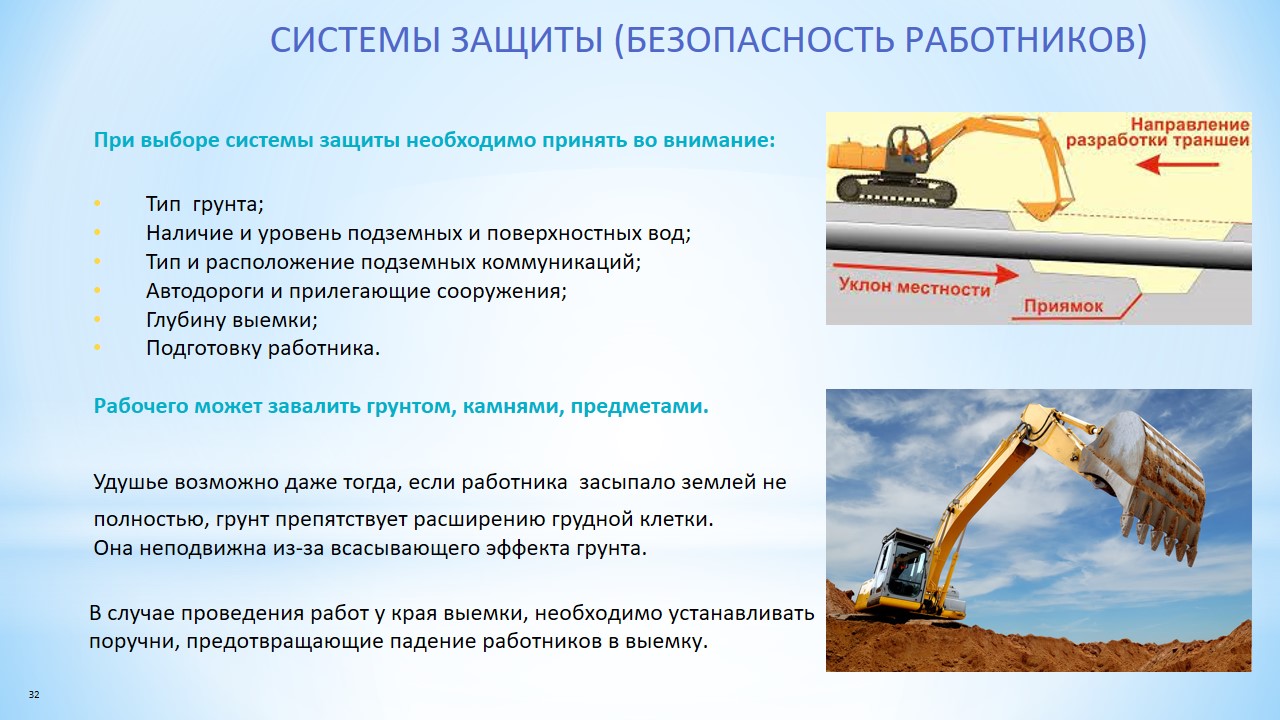 СИСТЕМЫ ЗАЩИТЫ (БЕЗОПАСНОСТЬ РАБОТНИКОВ)
При выборе системы защиты необходимо принять во внимание:
• Тип грунта;
• Наличие и уровень подземных и поверхностных вод;
• Тип и расположение подземных коммуникаций;
• Автодороги и прилегающие сооружения;
• Глубину выемки;
• Подготовку работника.
Рабочего может завалить грунтом, камнями, предметами.
Удушье возможно даже тогда, если работника засыпало землей не
полностью, грунт препятствует расширению грудной клетки.
Она неподвижна из-за всасывающего эффекта грунта.
В случае проведения работ у края выемки, необходимо устанавливать
поручни, предотвращающие падение работников в выемку.
Направление
разработки траншеи
Уклон местности
Приямок
32